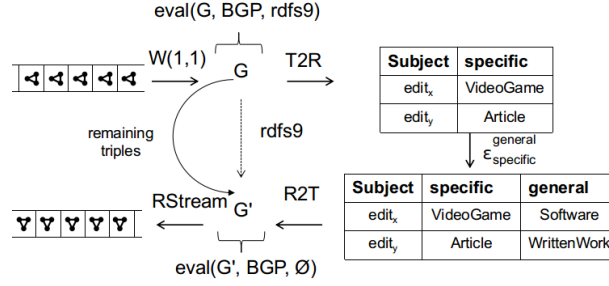 eval(G, BGP, rdfs9)
W(1,1)
G
T2R
Subject specific
editx VideoGame
edity Article
remaining
triples
rdfs9
ε general specific
Subject specific general
editx VideoGame Software
edity Article WrittenWork
RStream
G'
R2T
eval(G', BGP, Ø)